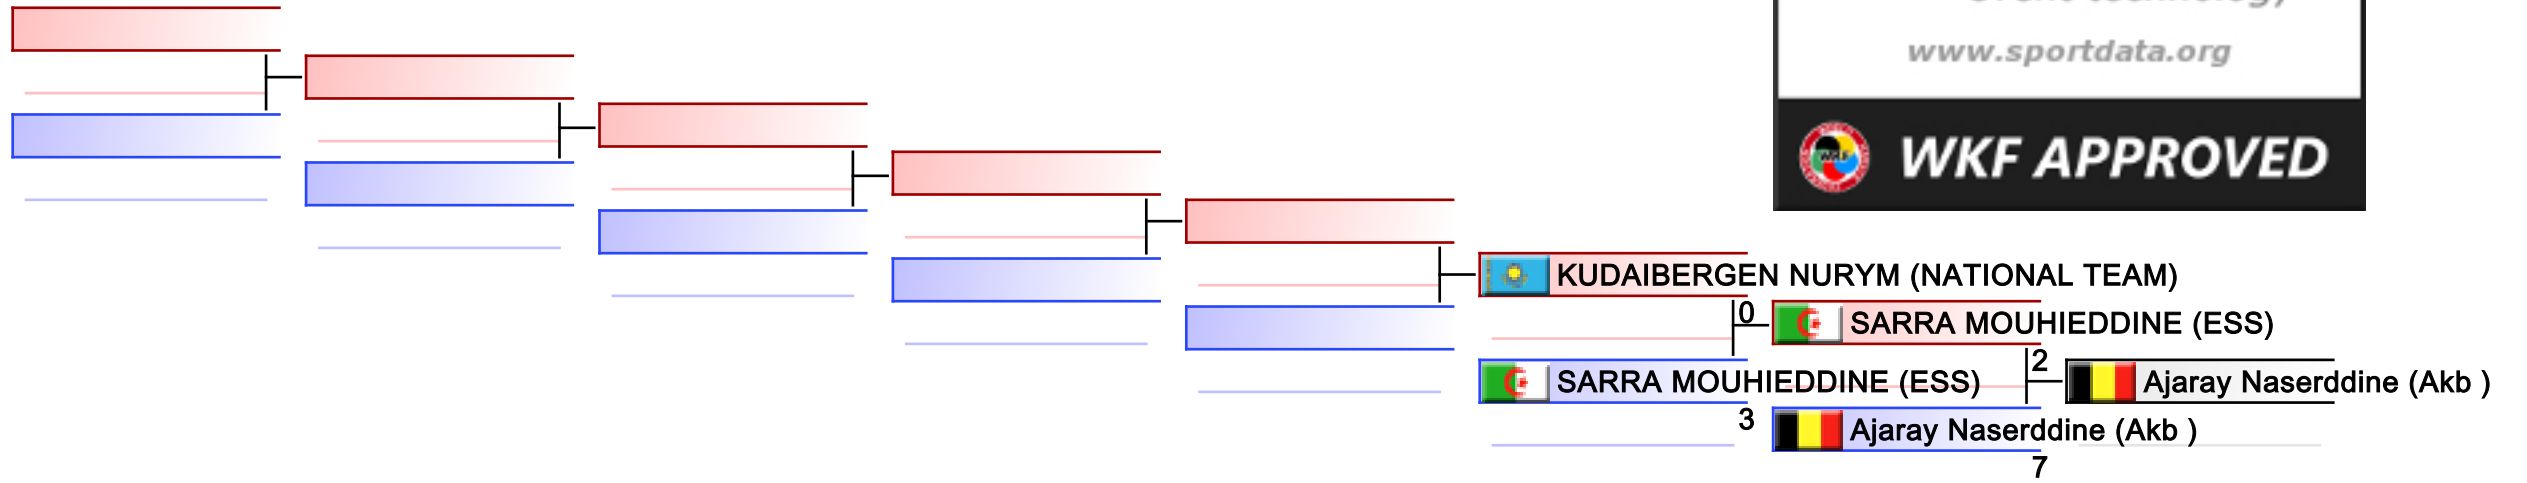 www.sportdata.org
WKF APPROVED
KUDAIBERGEN NURYM (NATIONAL TEAM)
0
SARRA MOUHIEDDINE (ESS)
SARRA MOUHIEDDINE (ESS)
3
2
Ajaray Naserddine (Akb )
Ajaray Naserddine (Akb )
7